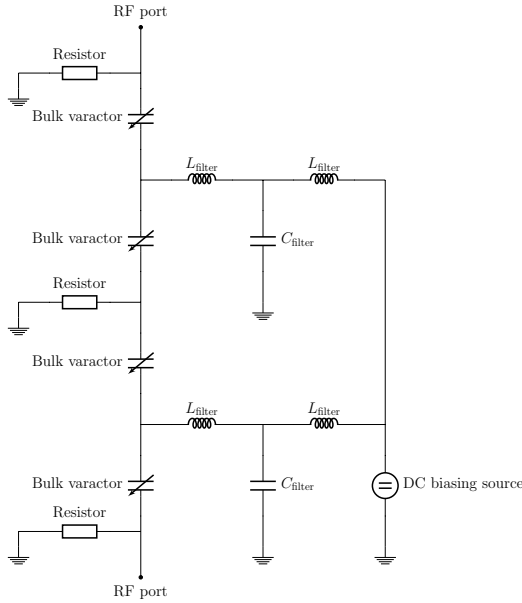 RF port
Resistor
Bulk varactor
L_filter
L_filter
Bulk varactor
C_filter
Resistor
Bulk varactor
L_filter
L_filter
Bulk varactor
C_filter
DC biasing source
Resistor
RF port